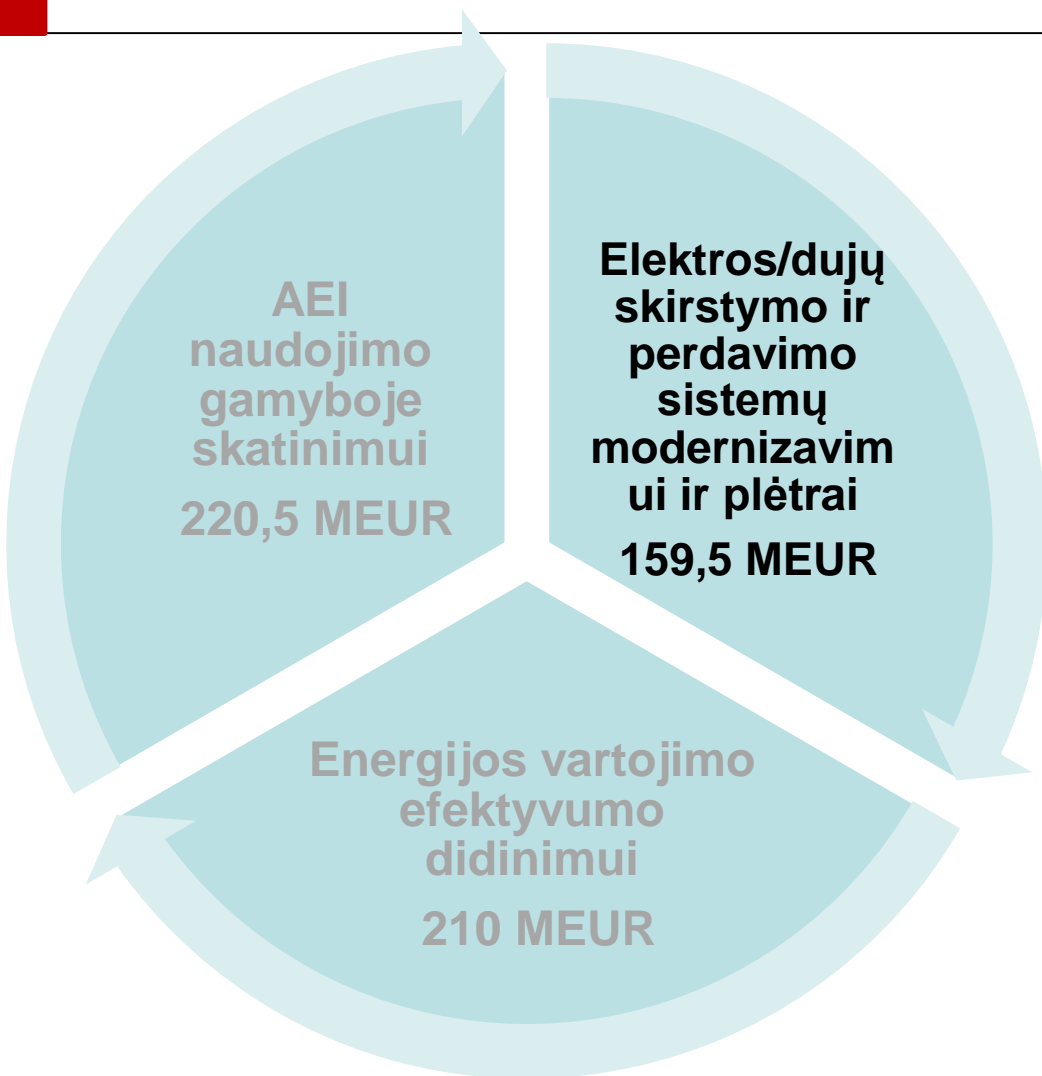 AEI
naudojimo
gamyboje
skatinimui
220,5 MEUR
Elektros/dujų
skirstymo ir
perdavimo
sistemų
modernizavim
ui ir plėtrai
159,5 MEUR
Energijos vartojimo
efektyvumo
didinimui
210 MEUR